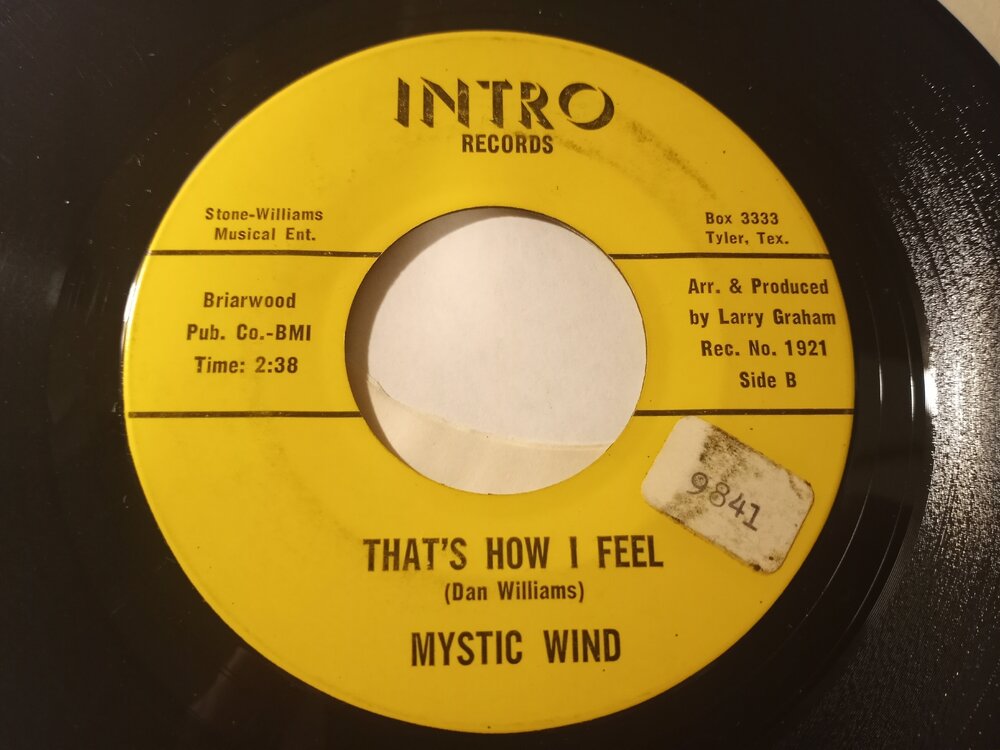 INTRO
RECORDS
Stone-Williams
Musical Ent.
Box 3333
Tyler, Tex.
Briarwood
Pub. Co.-BMI
Time: 2:38
Arr. & Produced
by Larry Graham
Rec. No. 1921
Side B
9841
THAT'S HOW I FEEL
(Dan Williams)
MYSTIC WIND